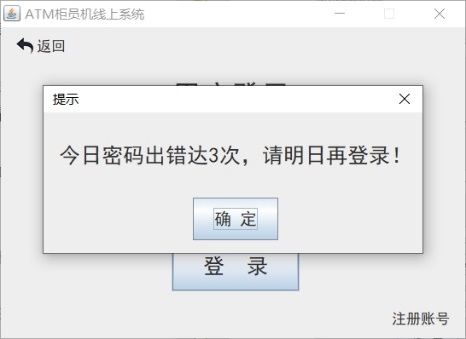 ATM柜员机线上系统
返回
提示
今日密码出错达3次，请明日再登录！
确 定
登 录
注册账号